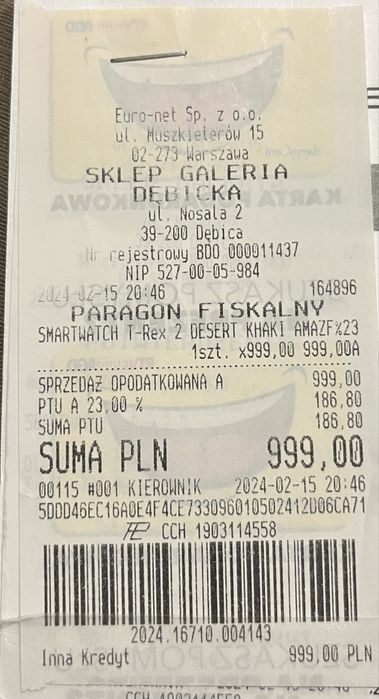 Euro-net Sp. z o.o.
ul. Muszkieterów 15
02-273 Warszawa
SKLEP GALERIA
DĘBICKA
ul. Nosala 2
39-200 Dębica
Nr rejestrowy BDO 000011437
NIP 527-00-05-984
2024-02-15 20:46 164896
PARAGON FISKALNY
SMARTWATCH T-Rex 2 DESERT KHAKI AMAZF%23
1szt. x999,00 999,00A
SPRZEDAŻ OPODATKOWANA A 999,00
PTU A 23,00 % 186,80
SUMA PTU 186,80
SUMA PLN 999,00
00115 #001 KIEROWNIK 2024-02-15 20:46
5DDD46EC16A0E4F4CE733096010502412D06CA71
CCH 1903114558
2024.16710.004143
Inna Kredyt 999,00 PLN